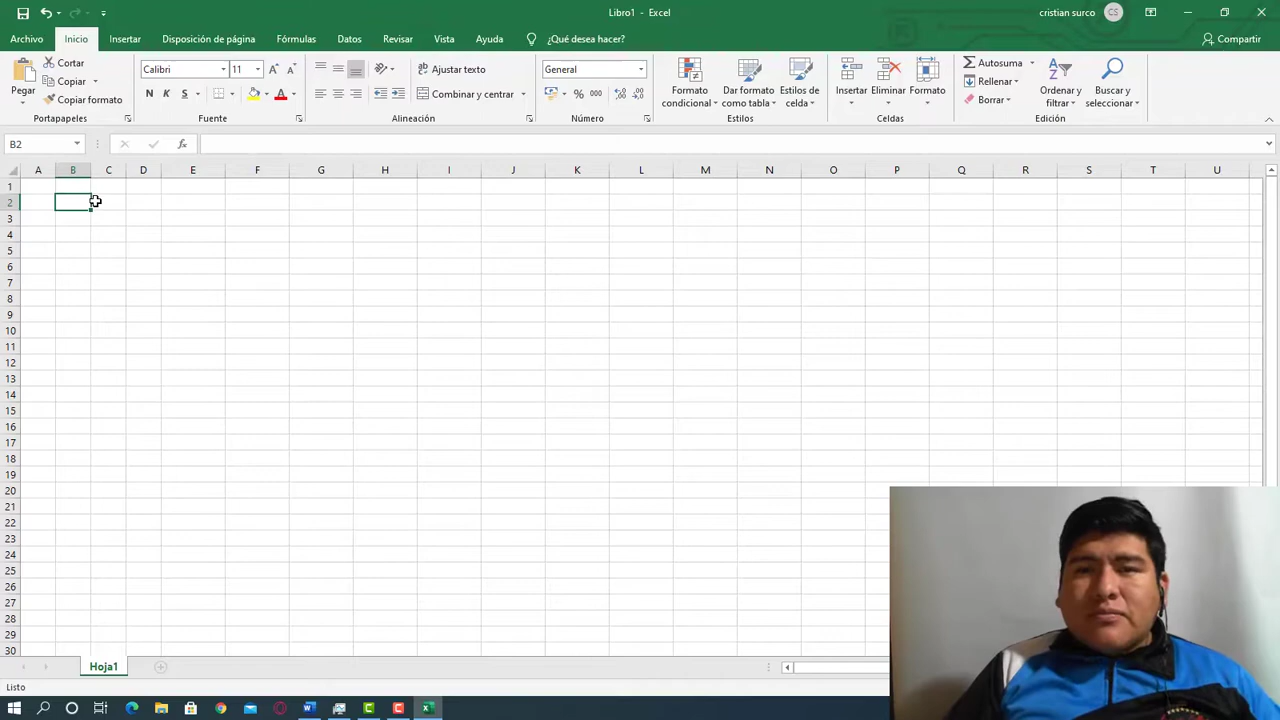 Libro1 - Excel
cristian surco CS
Archivo Inicio Insertar Disposición de página Fórmulas Datos Revisar Vista Ayuda ¿Qué desea hacer? Compartir
Pegar
Cortar
Copiar
Copiar formato
Portapapeles
Calibri 11
N K S
Fuente
Ajustar texto
Combinar y centrar
Alineación
General
% 000
Número
Formato condicional
Dar formato como tabla
Estilos de celda
Estilos
Insertar Eliminar Formato
Celdas
Autosuma
Rellenar
Borrar
Ordenar y filtrar
Buscar y seleccionar
Edición
B2 fx
A B C D E F G H I J K L M N O P Q R S T U
1
2
3
4
5
6
7
8
9
10
11
12
13
14
15
16
17
18
19
20
21
22
23
24
25
26
27
28
29
30
Hoja1
Listo